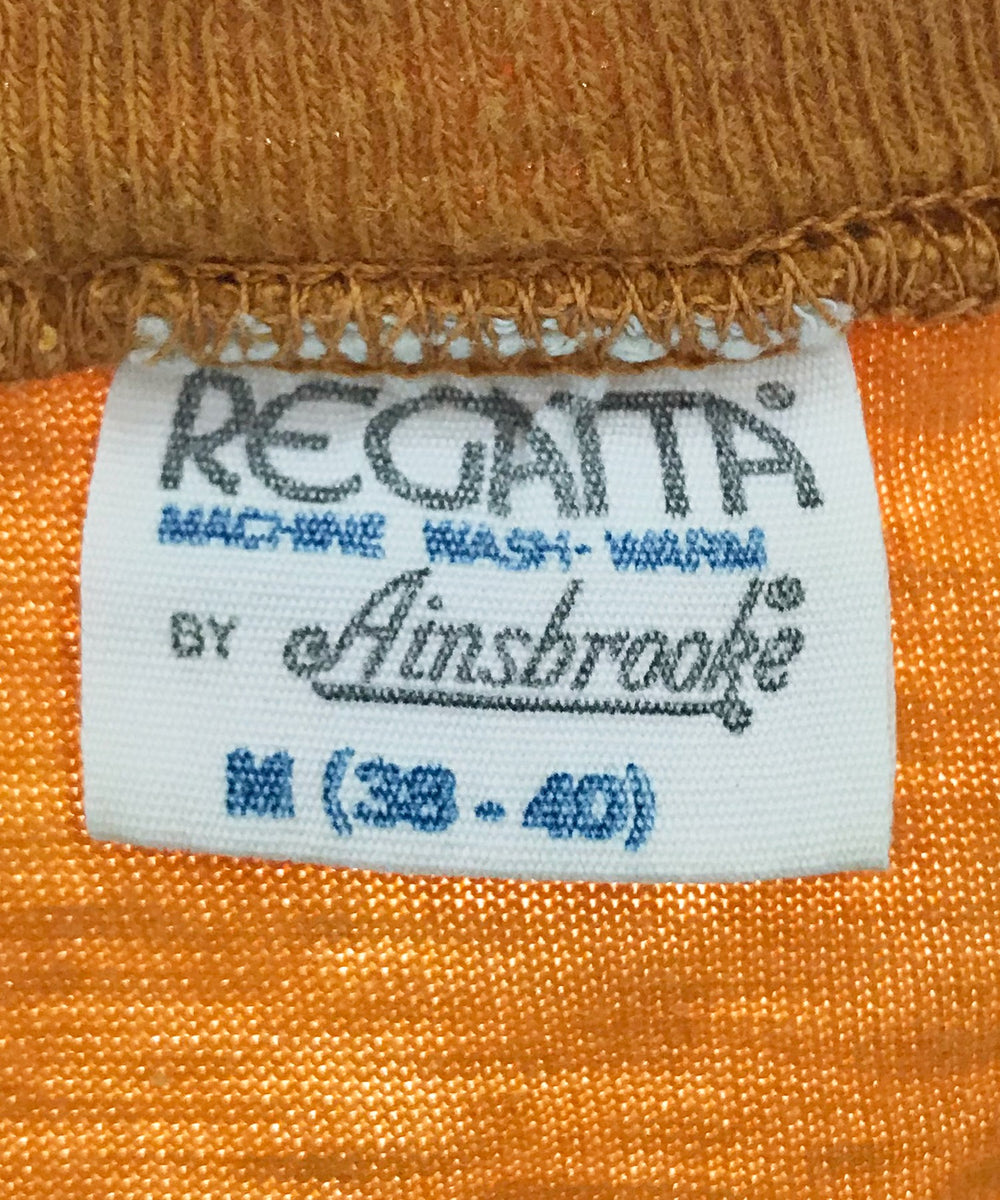 REGATTA®
MACHINE WASH-WARM
BY Ainsbrooke®
M (38-40)